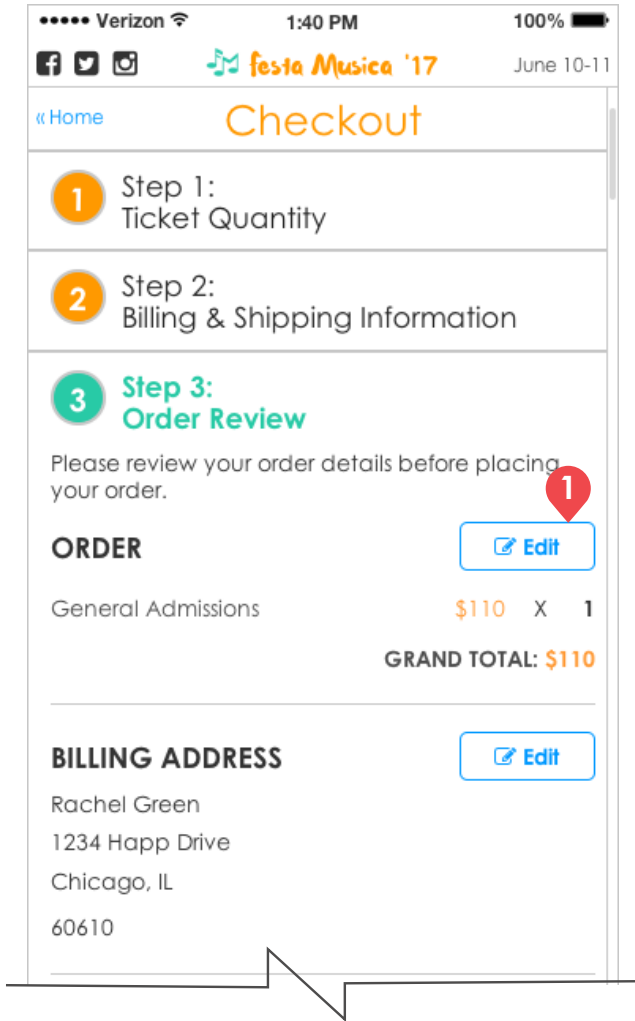 Verizon 1:40 PM 100%
festa Musica '17 June 10-11
« Home Checkout
1 Step 1:
Ticket Quantity
2 Step 2:
Billing & Shipping Information
3 Step 3:
Order Review
Please review your order details before placing
your order.
1
ORDER Edit
General Admissions $110 X 1
GRAND TOTAL: $110
BILLING ADDRESS Edit
Rachel Green
1234 Happ Drive
Chicago, IL
60610